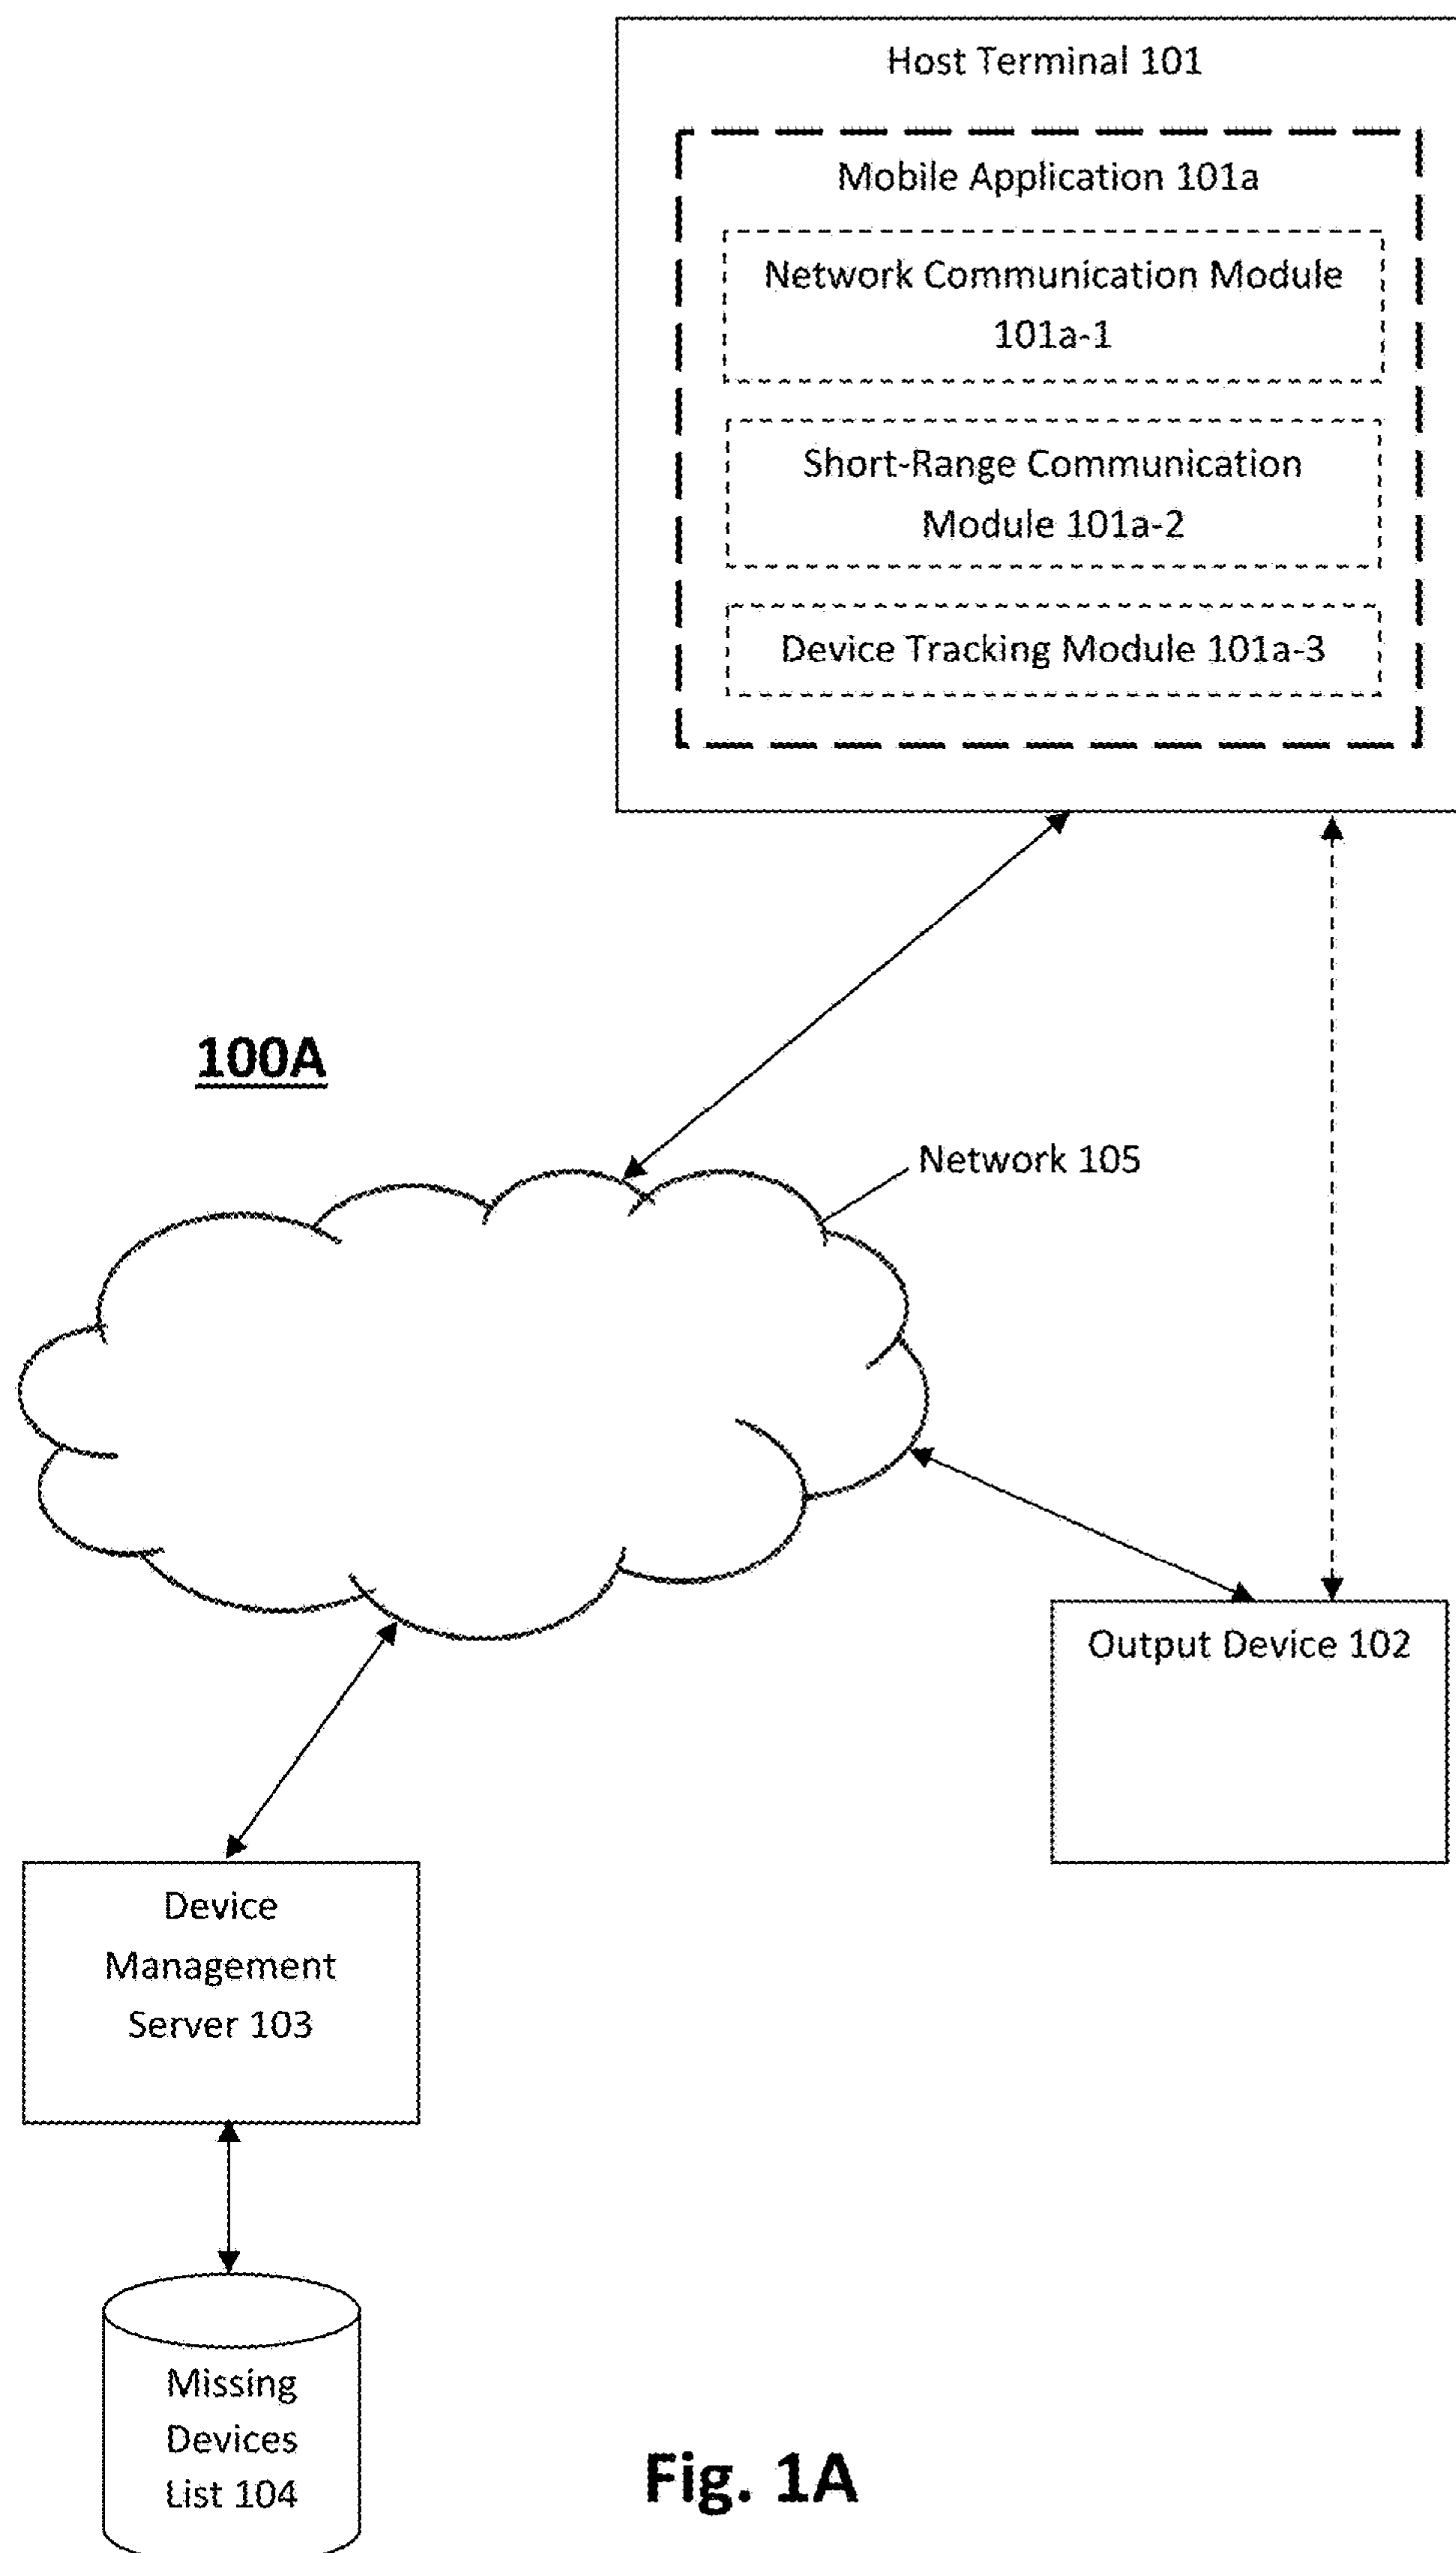 Host Terminal 101
Mobile Application 101a
Network Communication Module
101a-1
Short-Range Communication
Module 101a-2
Device Tracking Module 101a-3
100A
Network 105
Output Device 102
Device
Management
Server 103
Missing
Devices
List 104
Fig. 1A